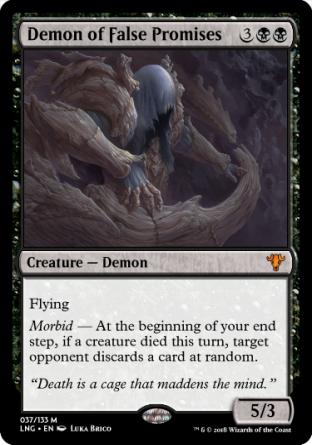 Demon of False Promises 3
Creature — Demon
Flying
Morbid — At the beginning of your end
step, if a creature died this turn, target
opponent discards a card at random.
“Death is a cage that maddens the mind.”
5/3
037/133 M
LNG • EN Luka Brico
™ & © 2018 Wizards of the Coast